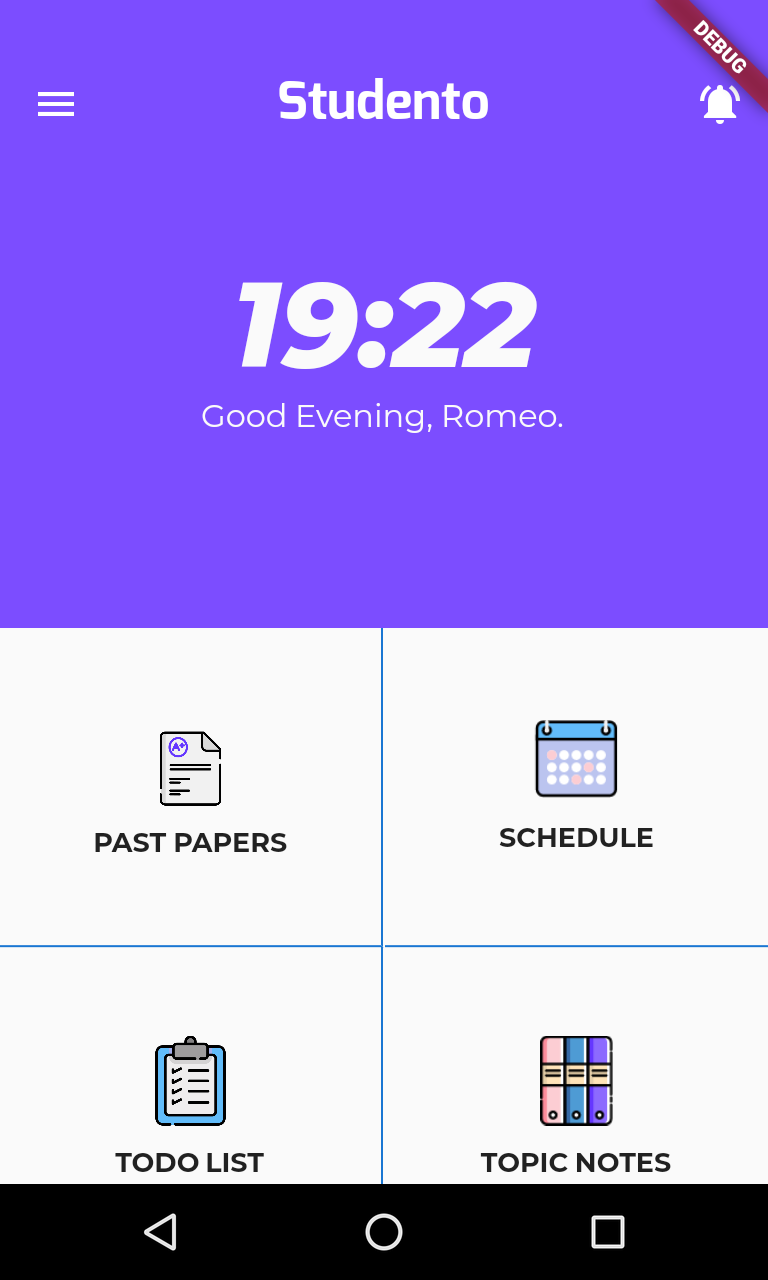 DEBUG
Studento
19:22
Good Evening, Romeo.
A+
PAST PAPERS
SCHEDULE
TODO LIST
TOPIC NOTES